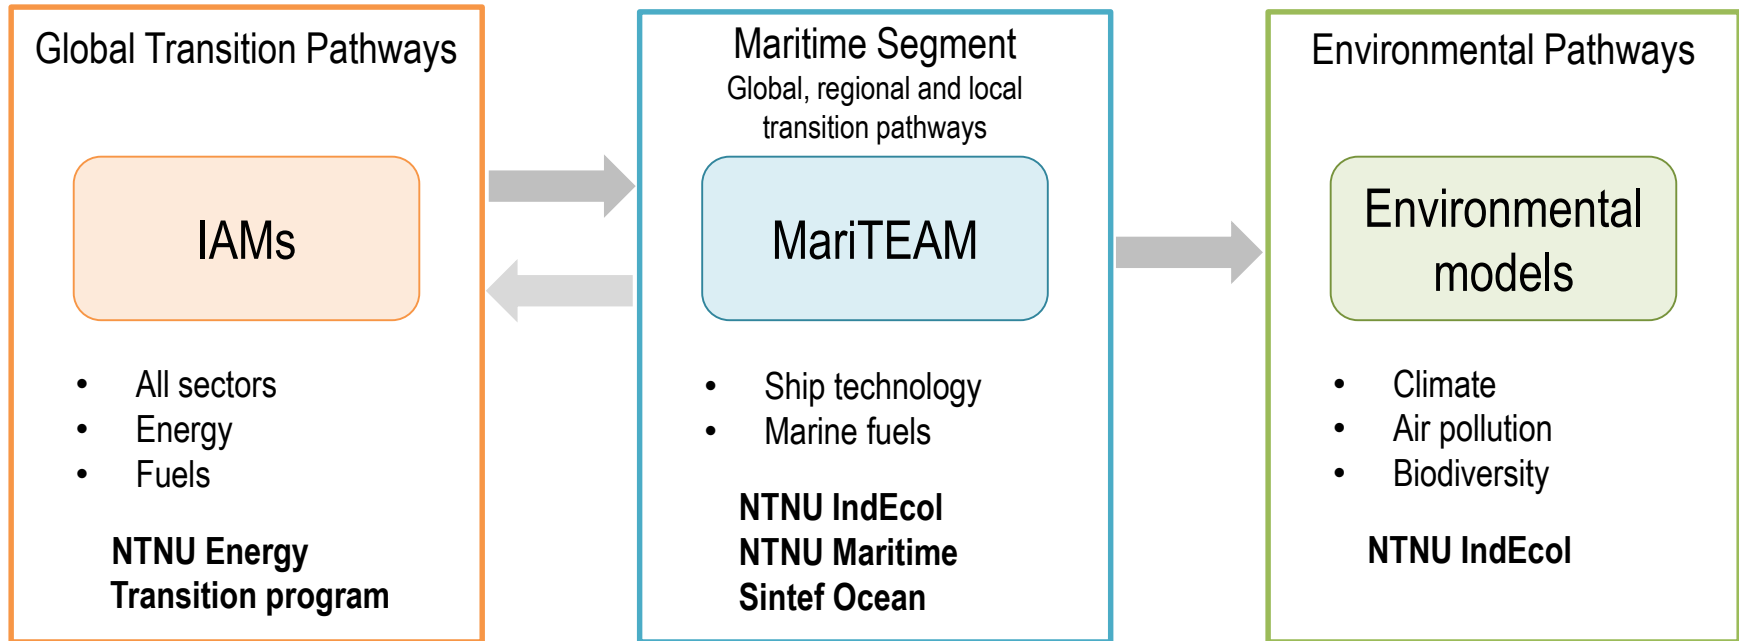 Global Transition Pathways
IAMs
• All sectors
• Energy
• Fuels
NTNU Energy
Transition program
Maritime Segment
Global, regional and local
transition pathways
MariTEAM
• Ship technology
• Marine fuels
NTNU IndEcol
NTNU Maritime
Sintef Ocean
Environmental Pathways
Environmental
models
• Climate
• Air pollution
• Biodiversity
NTNU IndEcol